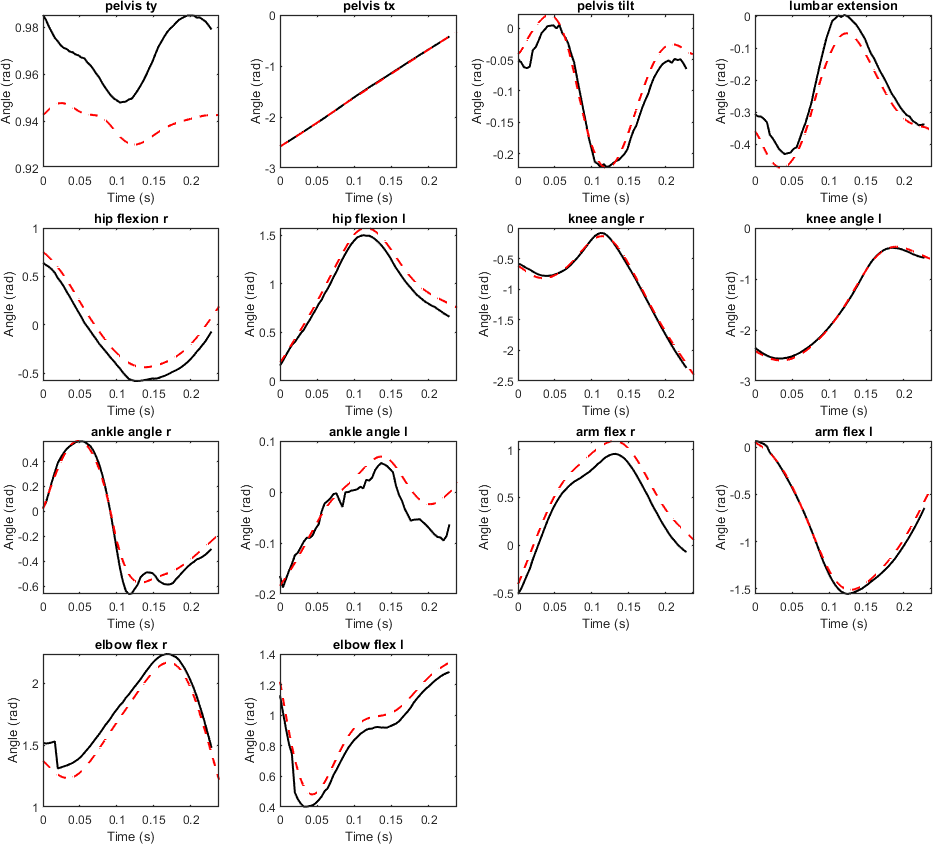 pelvis ty
0.98
0.96
0.94
0.92
Angle (rad)
0 0.05 0.1 0.15 0.2
Time (s)
pelvis tx
0
-1
-2
-3
Angle (rad)
0 0.05 0.1 0.15 0.2
Time (s)
pelvis tilt
0
-0.05
-0.1
-0.15
-0.2
Angle (rad)
0 0.05 0.1 0.15 0.2
Time (s)
lumbar extension
0
-0.1
-0.2
-0.3
-0.4
Angle (rad)
0 0.05 0.1 0.15 0.2
Time (s)
hip flexion r
1
0.5
0
-0.5
Angle (rad)
0 0.05 0.1 0.15 0.2
Time (s)
hip flexion l
1.5
1
0.5
0
Angle (rad)
0 0.05 0.1 0.15 0.2
Time (s)
knee angle r
0
-0.5
-1
-1.5
-2
-2.5
Angle (rad)
0 0.05 0.1 0.15 0.2
Time (s)
knee angle l
0
-1
-2
-3
Angle (rad)
0 0.05 0.1 0.15 0.2
Time (s)
ankle angle r
0.4
0.2
0
-0.2
-0.4
-0.6
Angle (rad)
0 0.05 0.1 0.15 0.2
Time (s)
ankle angle l
0.1
0
-0.1
-0.2
Angle (rad)
0 0.05 0.1 0.15 0.2
Time (s)
arm flex r
1
0.5
0
-0.5
Angle (rad)
0 0.05 0.1 0.15 0.2
Time (s)
arm flex l
0
-0.5
-1
-1.5
Angle (rad)
0 0.05 0.1 0.15 0.2
Time (s)
elbow flex r
2
1.5
1
Angle (rad)
0 0.05 0.1 0.15 0.2
Time (s)
elbow flex l
1.4
1.2
1
0.8
0.6
0.4
Angle (rad)
0 0.05 0.1 0.15 0.2
Time (s)